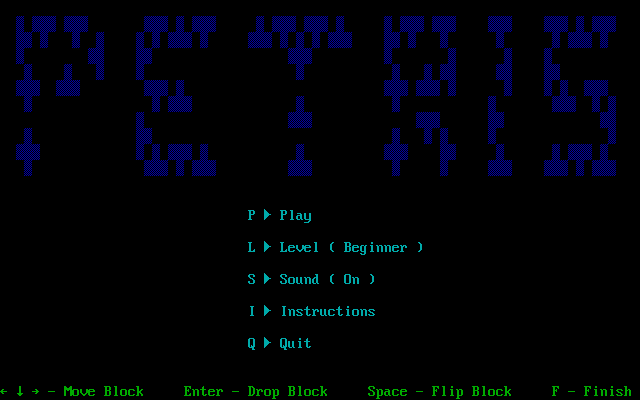 PETRIS
P ► Play
L ► Level ( Beginner )
S ► Sound ( On )
I ► Instructions
Q ► Quit
← ↓ → - Move Block Enter - Drop Block Space - Flip Block F - Finish